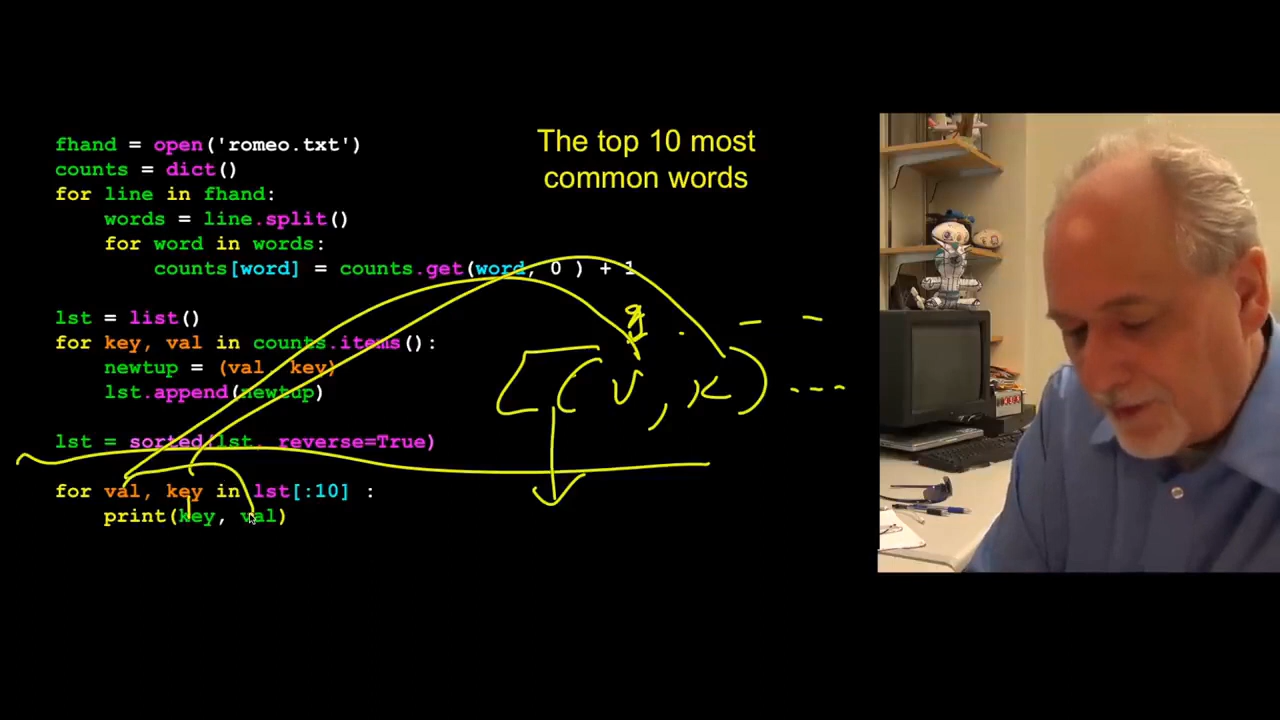 The top 10 most
common words
fhand = open('romeo.txt')
counts = dict()
for line in fhand:
    words = line.split()
    for word in words:
        counts[word] = counts.get(word, 0 ) + 1
lst = list()
for key, val in counts.items():
    newtup = (val, key)
    lst.append(newtup)
lst = sorted(lst, reverse=True)
for val, key in lst[:10] :
    print(key, val)
[(v, k) ...